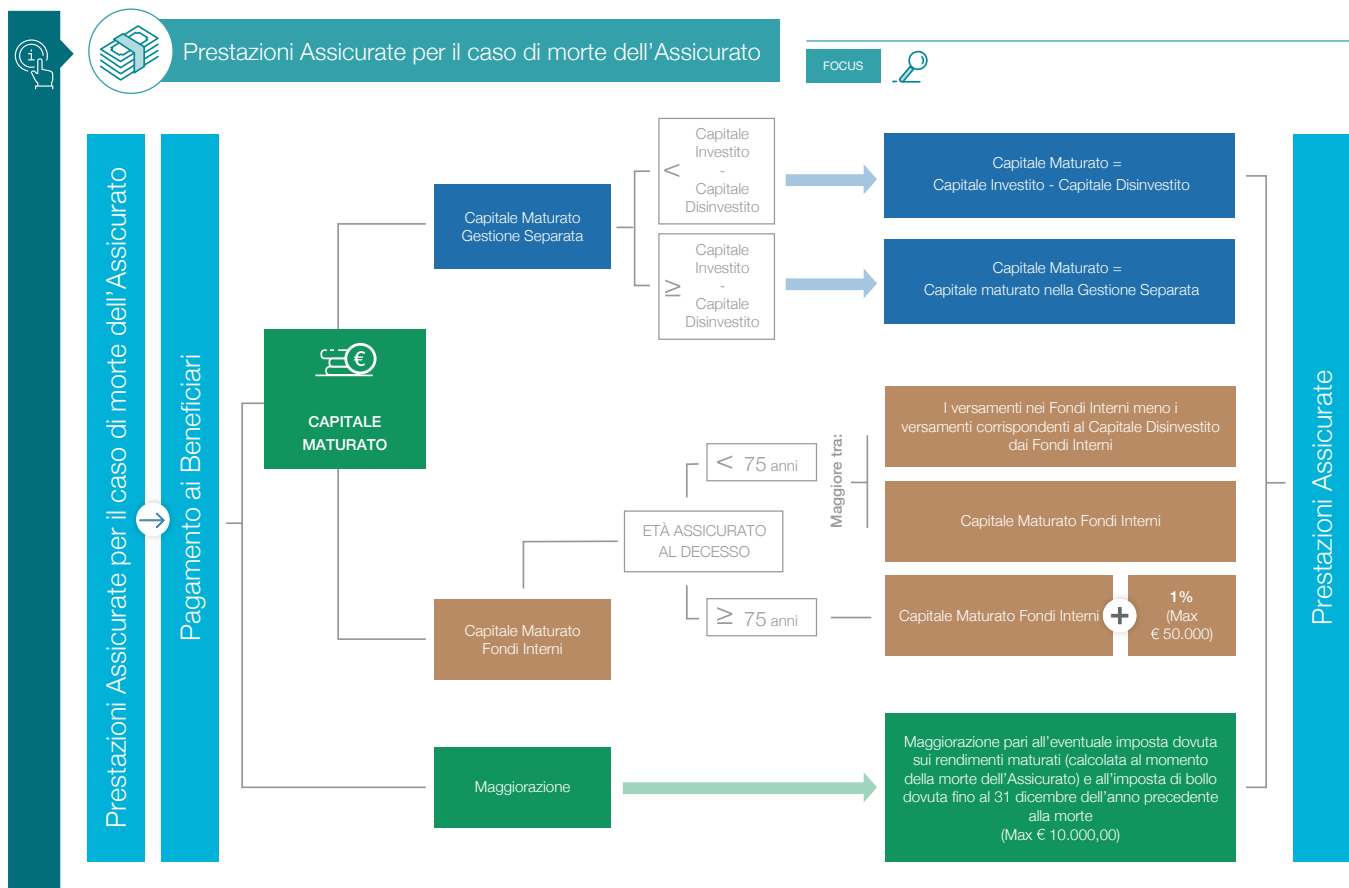 Prestazioni Assicurate per il caso di morte dell'Assicurato
FOCUS
Prestazioni Assicurate per il caso di morte dell'Assicurato
Pagamento ai Beneficiari
CAPITALE
MATURATO
€
Capitale Maturato
Gestione Separata
<
Capitale
Investito
-
Capitale
Disinvestito
≥
Capitale
Investito
-
Capitale
Disinvestito
Capitale Maturato =
Capitale Investito - Capitale Disinvestito
Capitale Maturato =
Capitale maturato nella Gestione Separata
Capitale Maturato
Fondi Interni
ETÀ ASSICURATO
AL DECESSO
< 75 anni
≥ 75 anni
Maggiore tra:
I versamenti nei Fondi Interni meno i
versamenti corrispondenti al Capitale Disinvestito
dai Fondi Interni
Capitale Maturato Fondi Interni
Capitale Maturato Fondi Interni
+
1%
(Max
€ 50.000)
Maggiorazione
Maggiorazione pari all'eventuale imposta dovuta
sui rendimenti maturati (calcolata al momento
della morte dell'Assicurato) e all'imposta di bollo
dovuta fino al 31 dicembre dell'anno precedente
alla morte
(Max € 10.000,00)
Prestazioni Assicurate